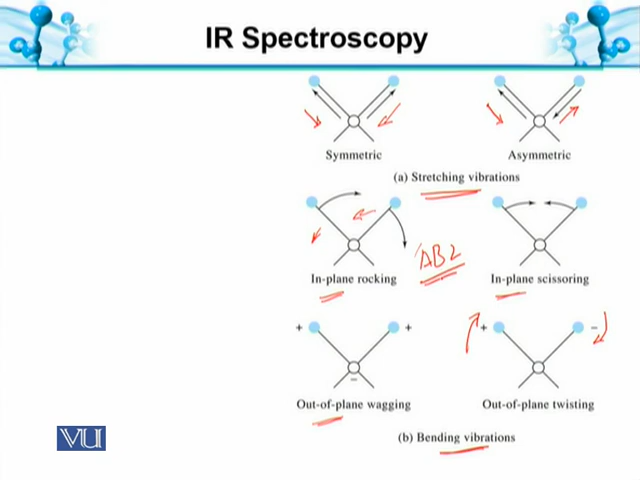 IR Spectroscopy
Symmetric
Asymmetric
(a) Stretching vibrations
AB2
In-plane rocking
In-plane scissoring
+ +
+ −
−
Out-of-plane wagging
Out-of-plane twisting
(b) Bending vibrations
VU